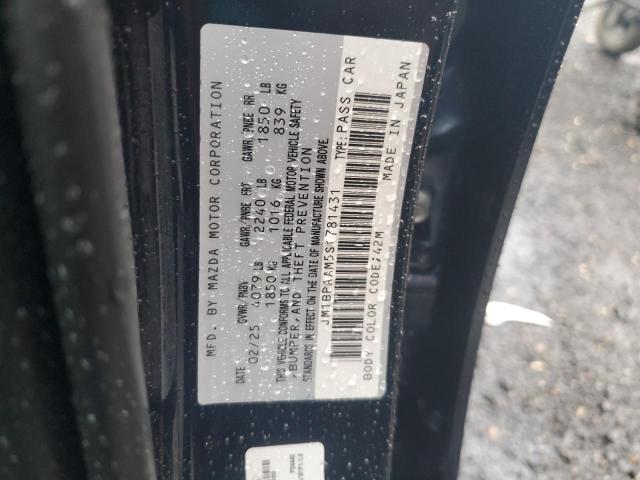 MFD. BY MAZDA MOTOR CORPORATION
DATE GVWR/PNBV GAWR/PNBE FRT GAWR/PNBE RR
02/25 4079 LB 2240 LB 1850 LB
1850 KG 1016 KG 839 KG
THIS VEHICLE CONFORMS TO ALL APPLICABLE FEDERAL MOTOR VEHICLE SAFETY
,BUMPER,AND THEFT PREVENTION
STANDARDS IN EFFECT ON THE DATE OF MANUFACTURE SHOWN ABOVE
JM1BPAAM5S1781431 TYPE:PASS CAR
BODY COLOR CODE:42M MADE IN JAPAN